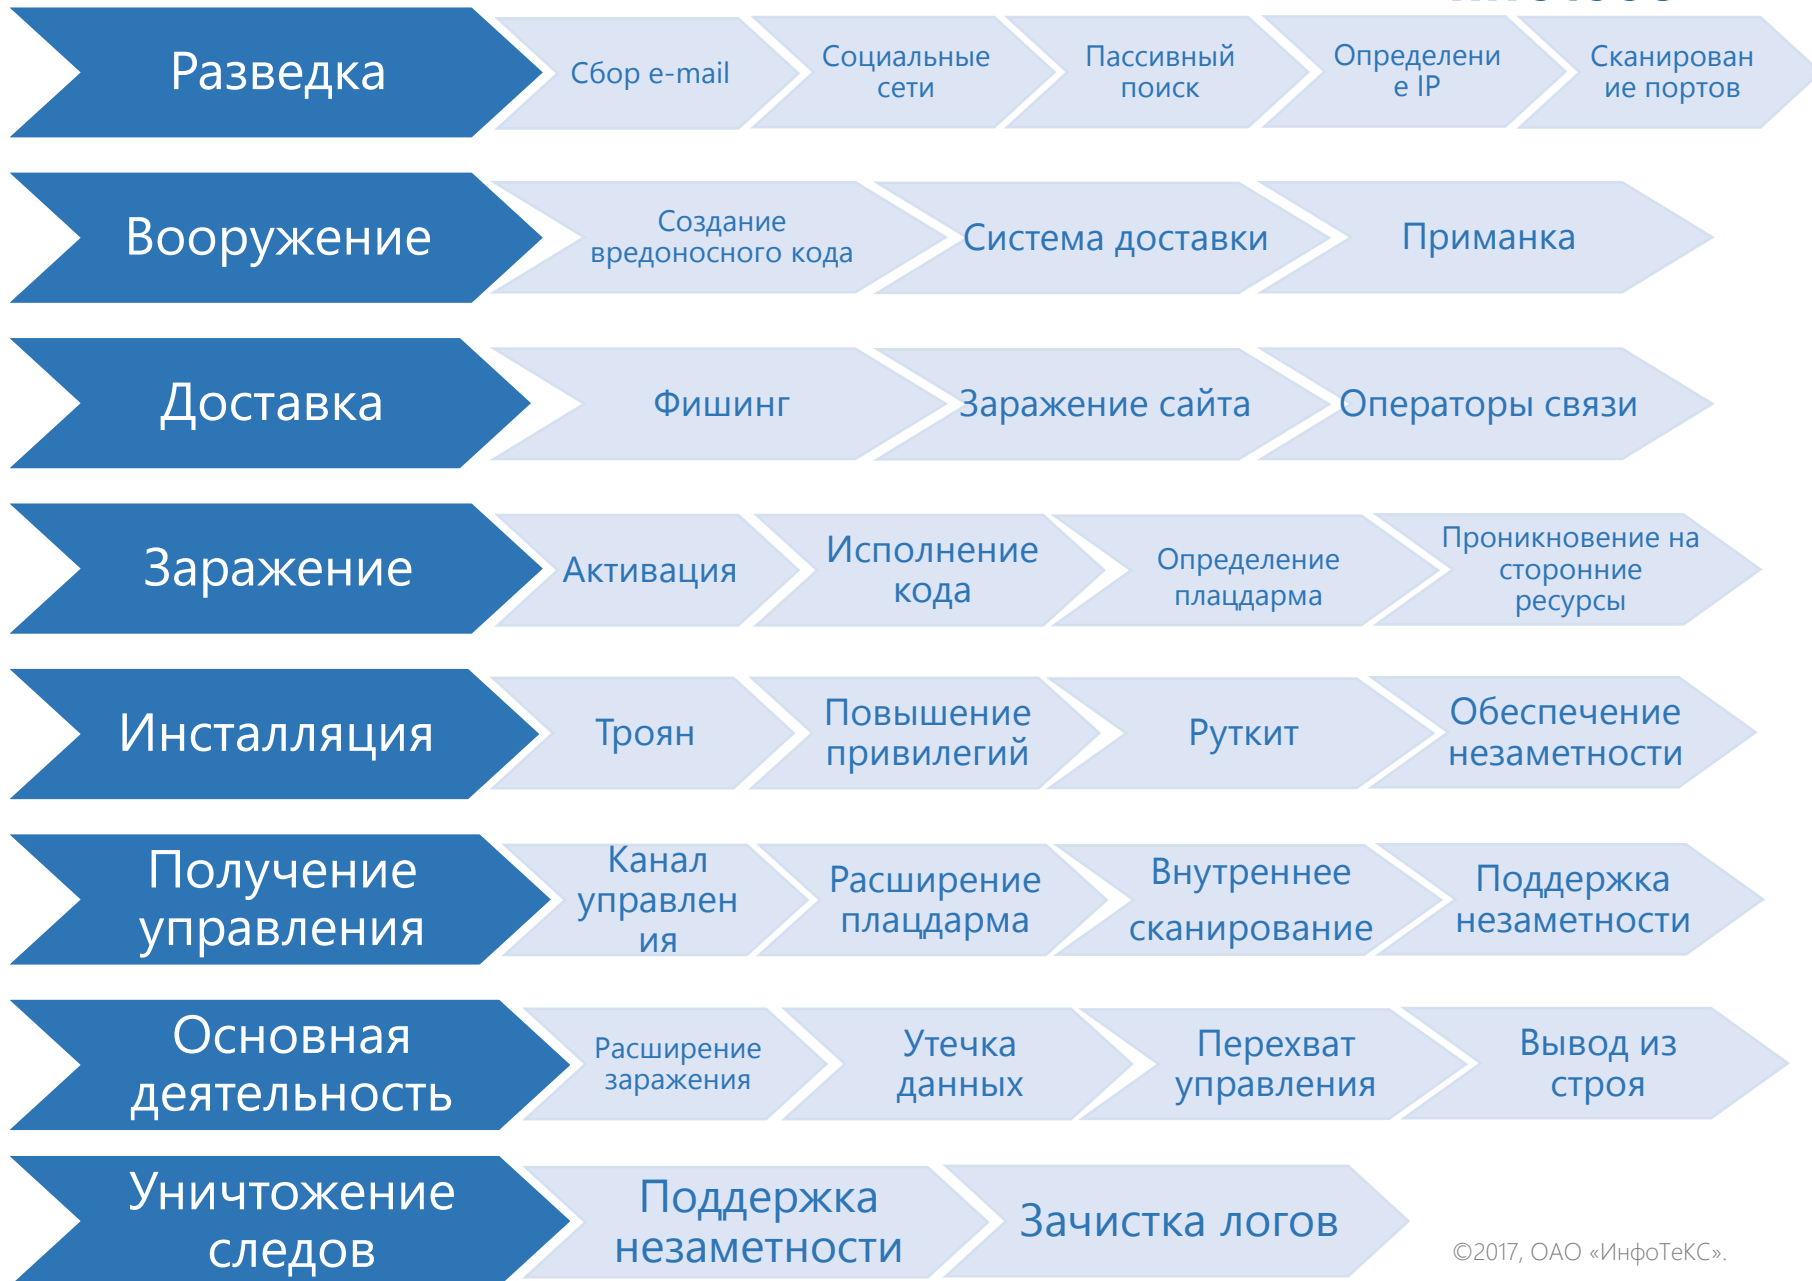 Разведка
Сбор e-mail
Социальные
сети
Пассивный
поиск
Определени
е IP
Сканирован
ие портов
Вооружение
Создание
вредоносного кода
Система доставки
Приманка
Доставка
Фишинг
Заражение сайта
Операторы связи
Заражение
Активация
Исполнение
кода
Определение
плацдарма
Проникновение на
сторонние
ресурсы
Инсталляция
Троян
Повышение
привилегий
Руткит
Обеспечение
незаметности
Получение
управления
Канал
управлен
ия
Расширение
плацдарма
Внутреннее
сканирование
Поддержка
незаметности
Основная
деятельность
Расширение
заражения
Утечка
данных
Перехват
управления
Вывод из
строя
Уничтожение
следов
Поддержка
незаметности
Зачистка логов
©2017, ОАО «ИнфоТеКС».